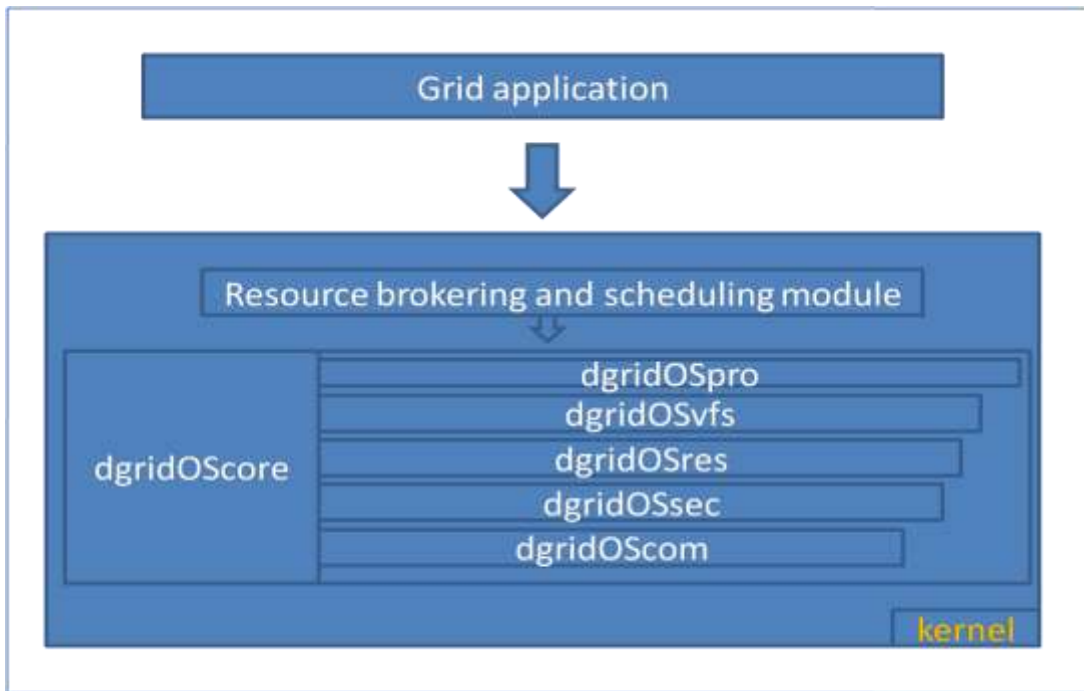 Grid application
Resource brokering and scheduling module
dgridOSpro
dgridOSvfs
dgridOScore
dgridOSres
dgridOSsec
dgridOScom
kernel